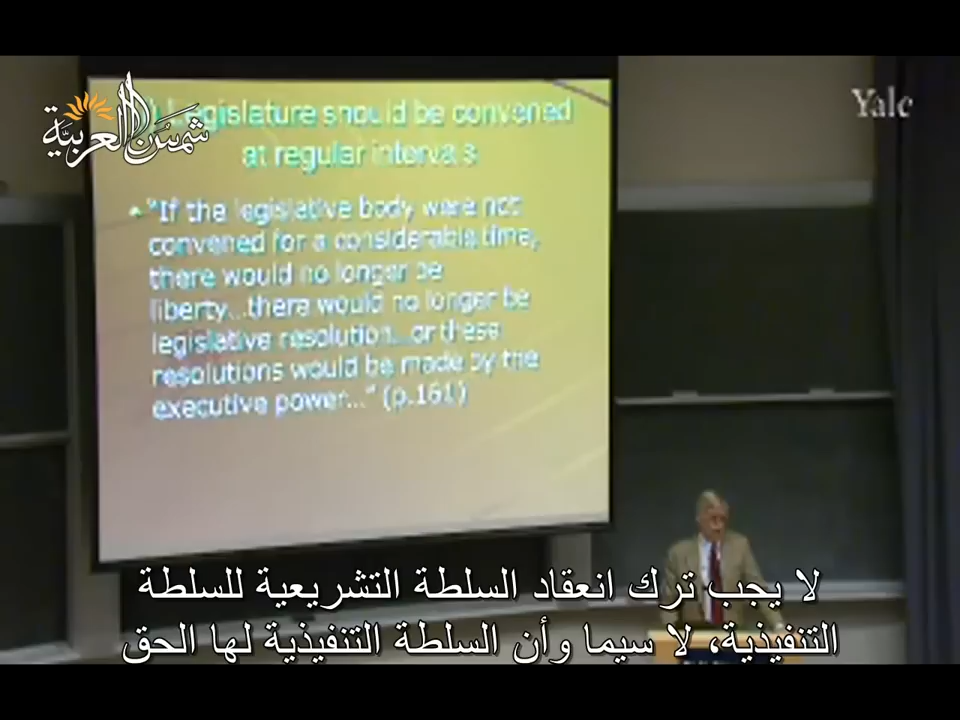 شمس العربية
Yale
Legislature should be convened
at regular intervals
"If the legislative body were not
convened for a considerable time,
there would no longer be
liberty...there would no longer be
legislative resolution...or these
resolutions would be made by the
executive power..." (p.161)
لا يجب ترك انعقاد السلطة التشريعية للسلطة
التنفيذية، لا سيما وأن السلطة التنفيذية لها الحق